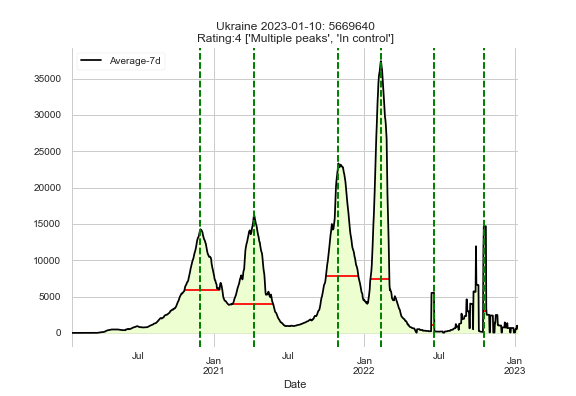 Ukraine 2023-01-10: 5669640
Rating:4 ['Multiple peaks', 'In control']
Average-7d
35000
30000
25000
20000
15000
10000
5000
0
Jul
Jan
2021
Jul
Jan
2022
Jul
Jan
2023
Date